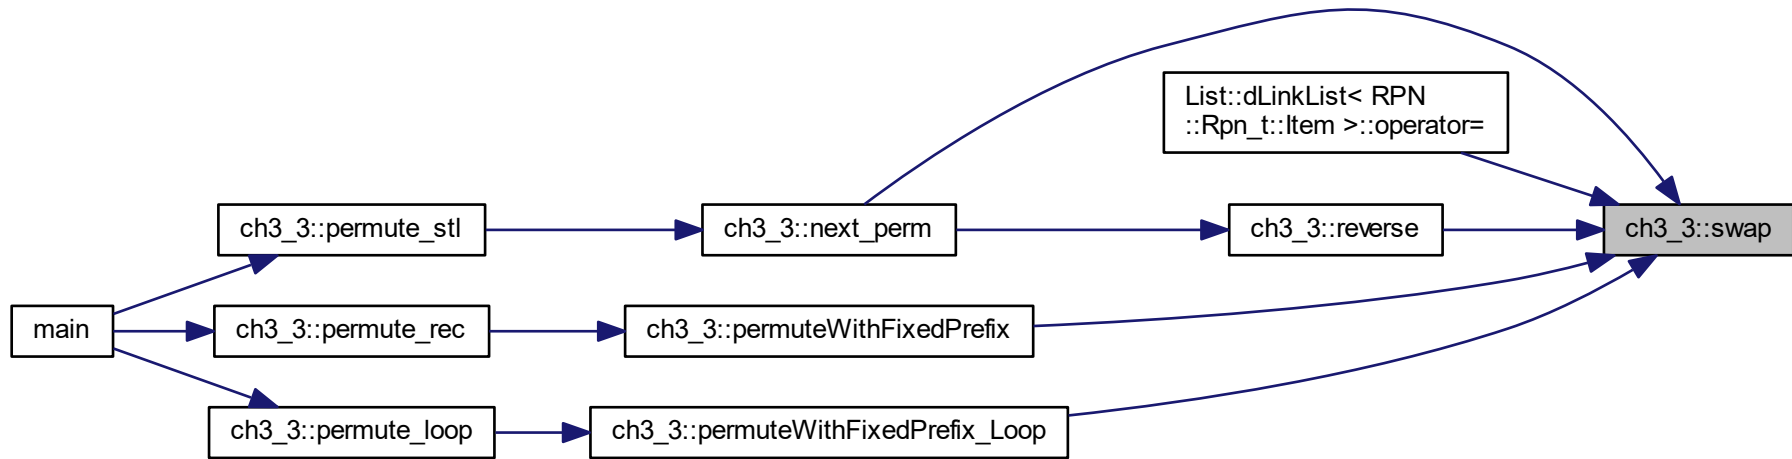 List::dLinkList< RPN
::Rpn_t::Item >::operator=
ch3_3::permute_stl
ch3_3::next_perm
ch3_3::reverse
ch3_3::swap
main
ch3_3::permute_rec
ch3_3::permuteWithFixedPrefix
ch3_3::permute_loop
ch3_3::permuteWithFixedPrefix_Loop